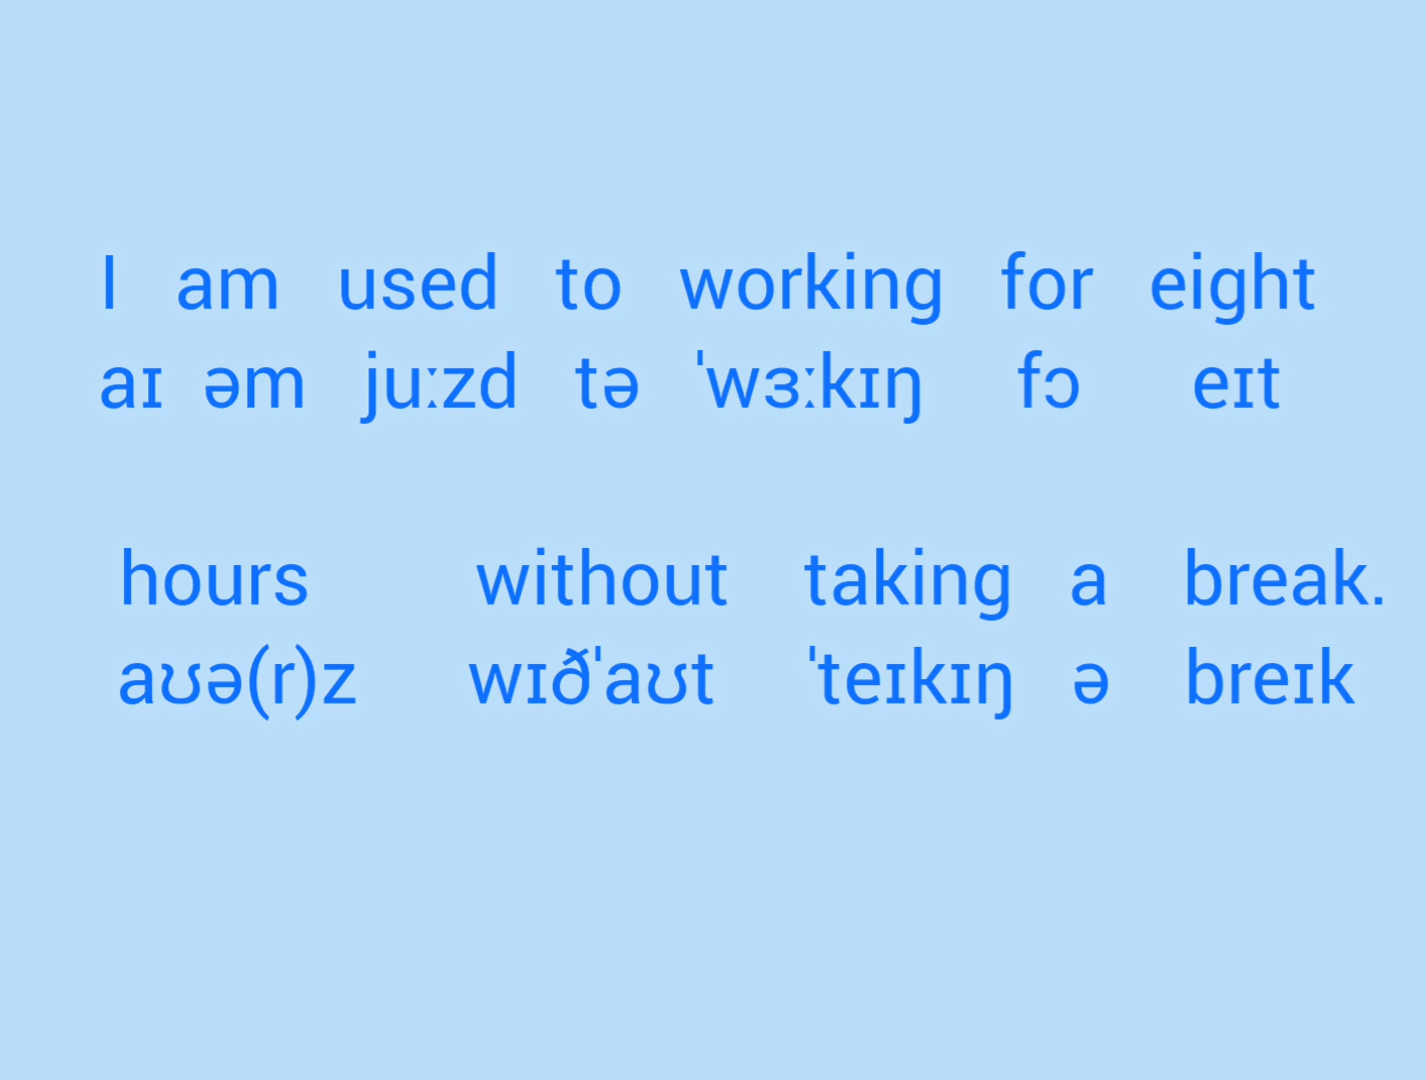 I am used to working for eight
aɪ əm juːzd tə ˈwɜːkɪŋ fɔ eɪt
hours without taking a break.
aʊə(r)z wɪðˈaʊt ˈteɪkɪŋ ə breɪk